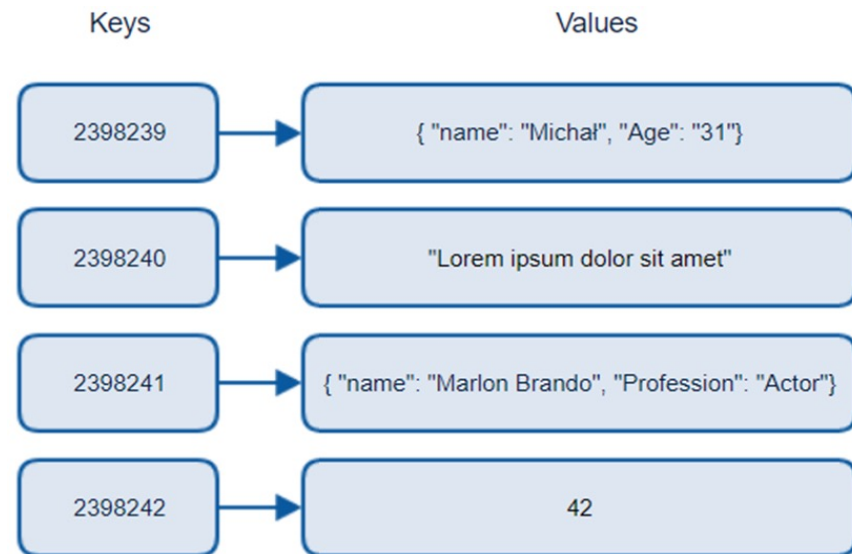 Keys Values
2398239 { "name": "Michał", "Age": "31"}
2398240 "Lorem ipsum dolor sit amet"
2398241 { "name": "Marlon Brando", "Profession": "Actor"}
2398242 42